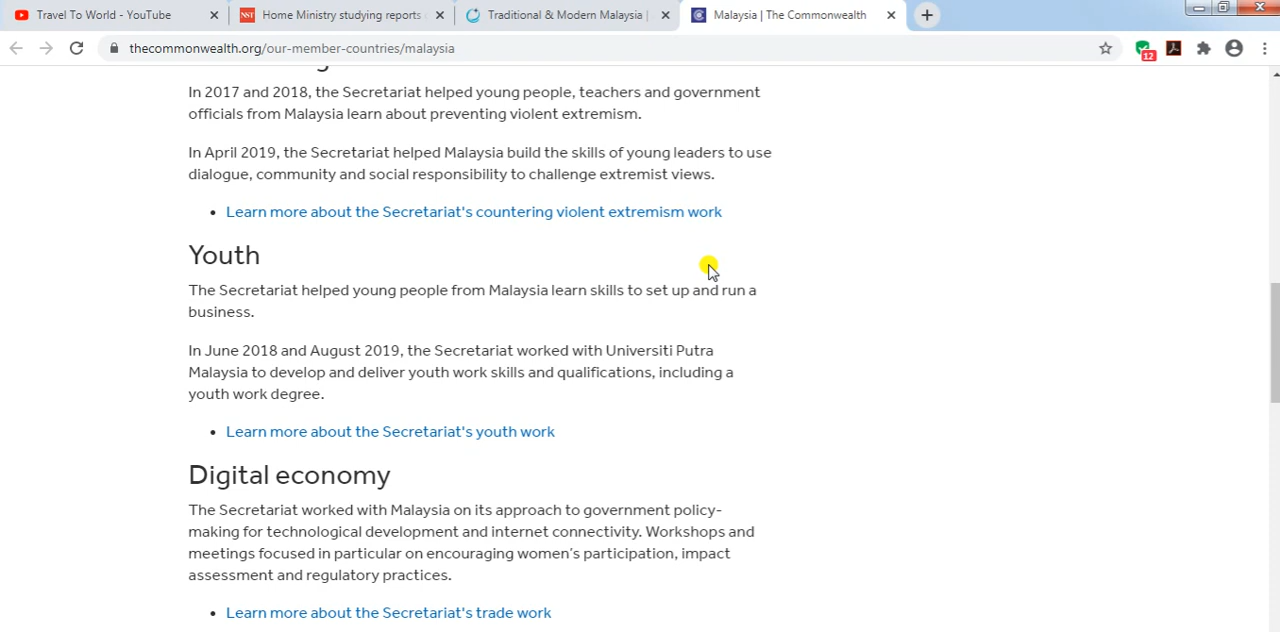 Travel To World - YouTube
NST
Home Ministry studying reports
Traditional & Modern Malaysia |
Malaysia | The Commonwealth
thecommonwealth.org/our-member-countries/malaysia
12
In 2017 and 2018, the Secretariat helped young people, teachers and government
officials from Malaysia learn about preventing violent extremism.
In April 2019, the Secretariat helped Malaysia build the skills of young leaders to use
dialogue, community and social responsibility to challenge extremist views.
• Learn more about the Secretariat's countering violent extremism work
Youth
The Secretariat helped young people from Malaysia learn skills to set up and run a
business.
In June 2018 and August 2019, the Secretariat worked with Universiti Putra
Malaysia to develop and deliver youth work skills and qualifications, including a
youth work degree.
• Learn more about the Secretariat's youth work
Digital economy
The Secretariat worked with Malaysia on its approach to government policy-
making for technological development and internet connectivity. Workshops and
meetings focused in particular on encouraging women's participation, impact
assessment and regulatory practices.
• Learn more about the Secretariat's trade work